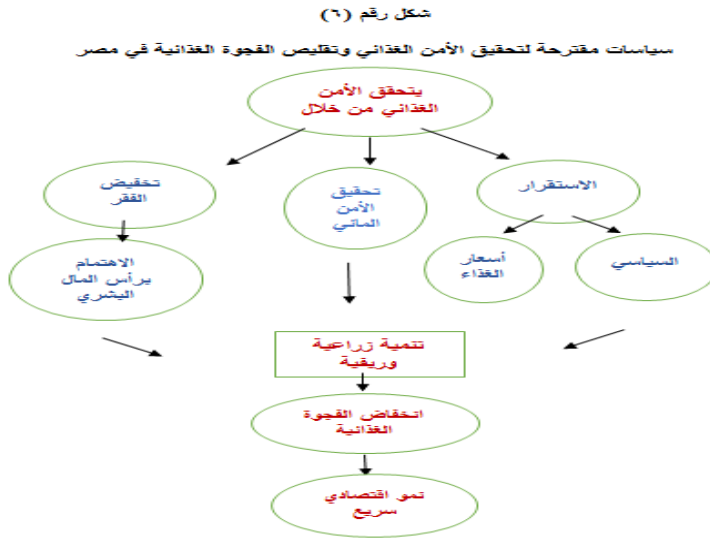 شكل رقم (٦)
سياسات مقترحة لتحقيق الأمن الغذائي وتقليص الفجوة الغذائية في مصر
يتحقق الأمن
الغذائي من خلال
الاستقرار
تحقيق
الأمن
المائي
تخفيض
الفقر
السياسي
أسعار
الغذاء
الاهتمام
برأس المال
البشري
تنمية زراعية
وريفية
انخفاض الفجوة
الغذائية
نمو اقتصادي
سريع